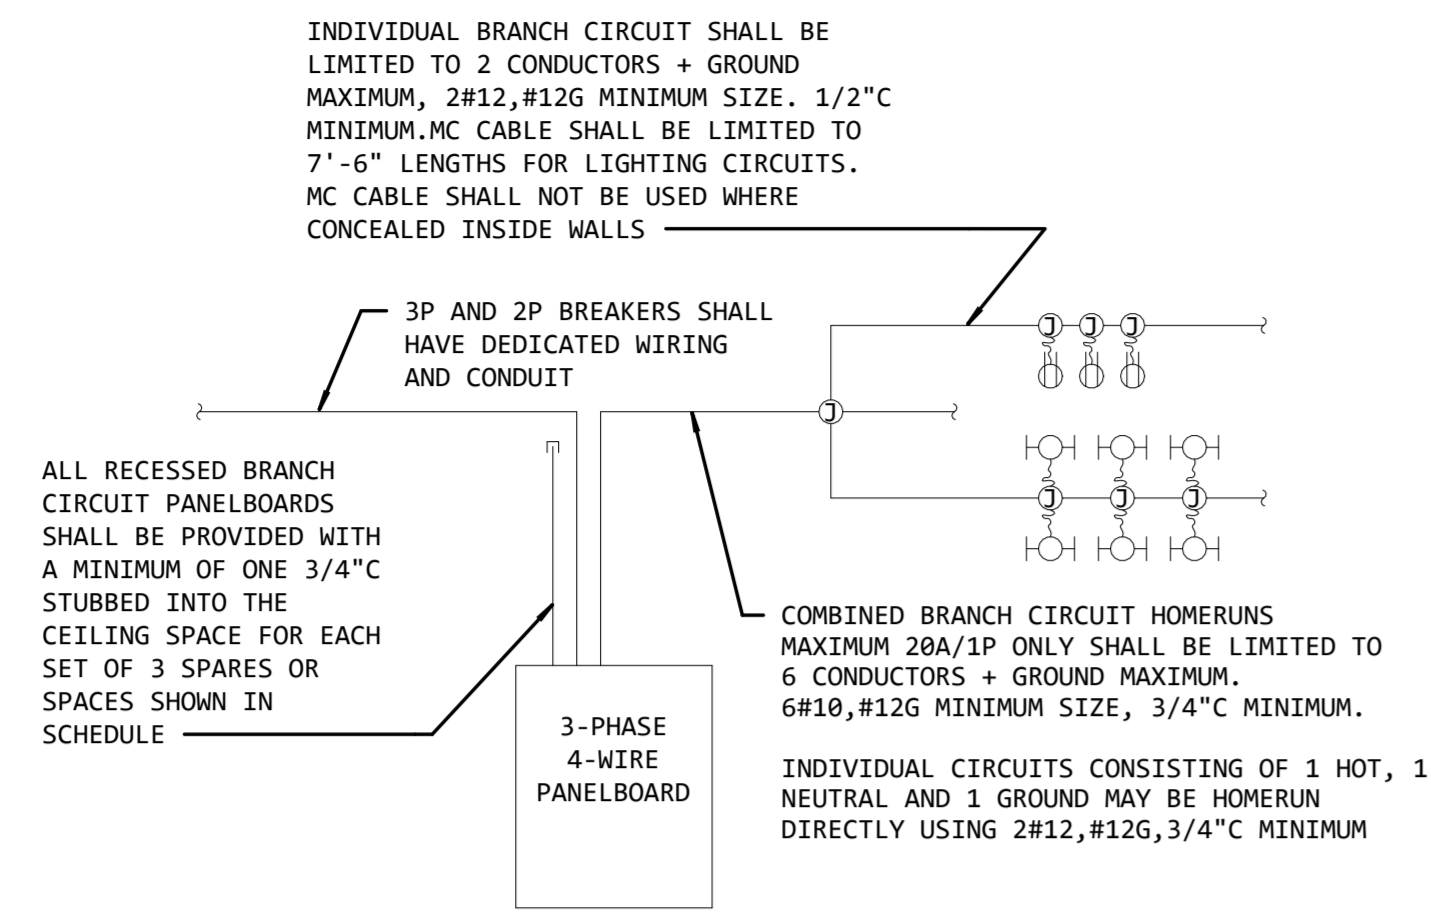 INDIVIDUAL BRANCH CIRCUIT SHALL BE
LIMITED TO 2 CONDUCTORS + GROUND
MAXIMUM, 2#12,#12G MINIMUM SIZE. 1/2"C
MINIMUM.MC CABLE SHALL BE LIMITED TO
7'-6" LENGTHS FOR LIGHTING CIRCUITS.
MC CABLE SHALL NOT BE USED WHERE
CONCEALED INSIDE WALLS
3P AND 2P BREAKERS SHALL
HAVE DEDICATED WIRING
AND CONDUIT
J J J
J
J J J
ALL RECESSED BRANCH
CIRCUIT PANELBOARDS
SHALL BE PROVIDED WITH
A MINIMUM OF ONE 3/4"C
STUBBED INTO THE
CEILING SPACE FOR EACH
SET OF 3 SPARES OR
SPACES SHOWN IN
SCHEDULE
3-PHASE
4-WIRE
PANELBOARD
COMBINED BRANCH CIRCUIT HOMERUNS
MAXIMUM 20A/1P ONLY SHALL BE LIMITED TO
6 CONDUCTORS + GROUND MAXIMUM.
6#10,#12G MINIMUM SIZE, 3/4"C MINIMUM.
INDIVIDUAL CIRCUITS CONSISTING OF 1 HOT, 1
NEUTRAL AND 1 GROUND MAY BE HOMERUN
DIRECTLY USING 2#12,#12G,3/4"C MINIMUM